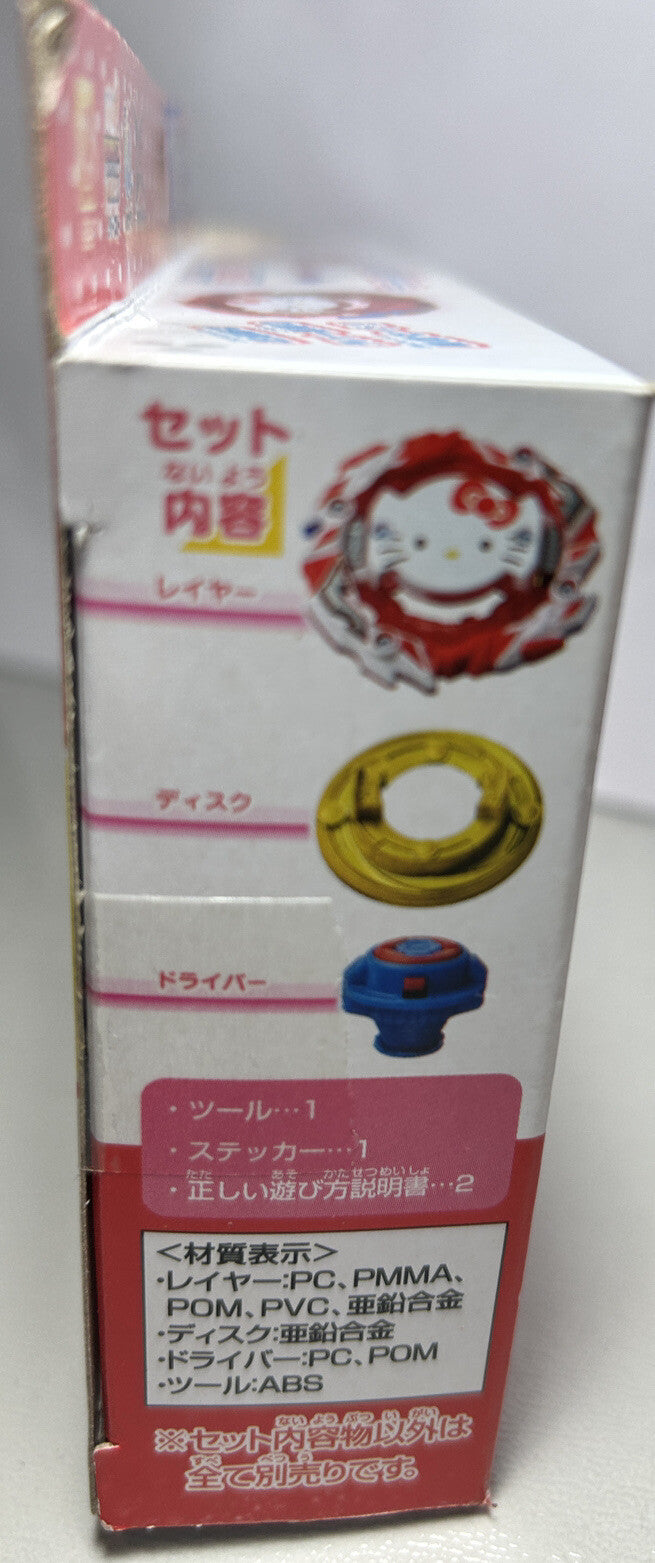 セット
ないよう
内容
レイヤー
ディスク
ドライバー
・ツール…1
・ステッカー…1
ただ あそ かたせつめいしょ
・正しい遊び方説明書…2
＜材質表示＞
・レイヤー:PC、PMMA、
POM、PVC、亜鉛合金
・ディスク:亜鉛合金
・ドライバー:PC、POM
・ツール:ABS
ないようぶついがい
※セット内容物以外は
すべ べつう
全て別売りです。